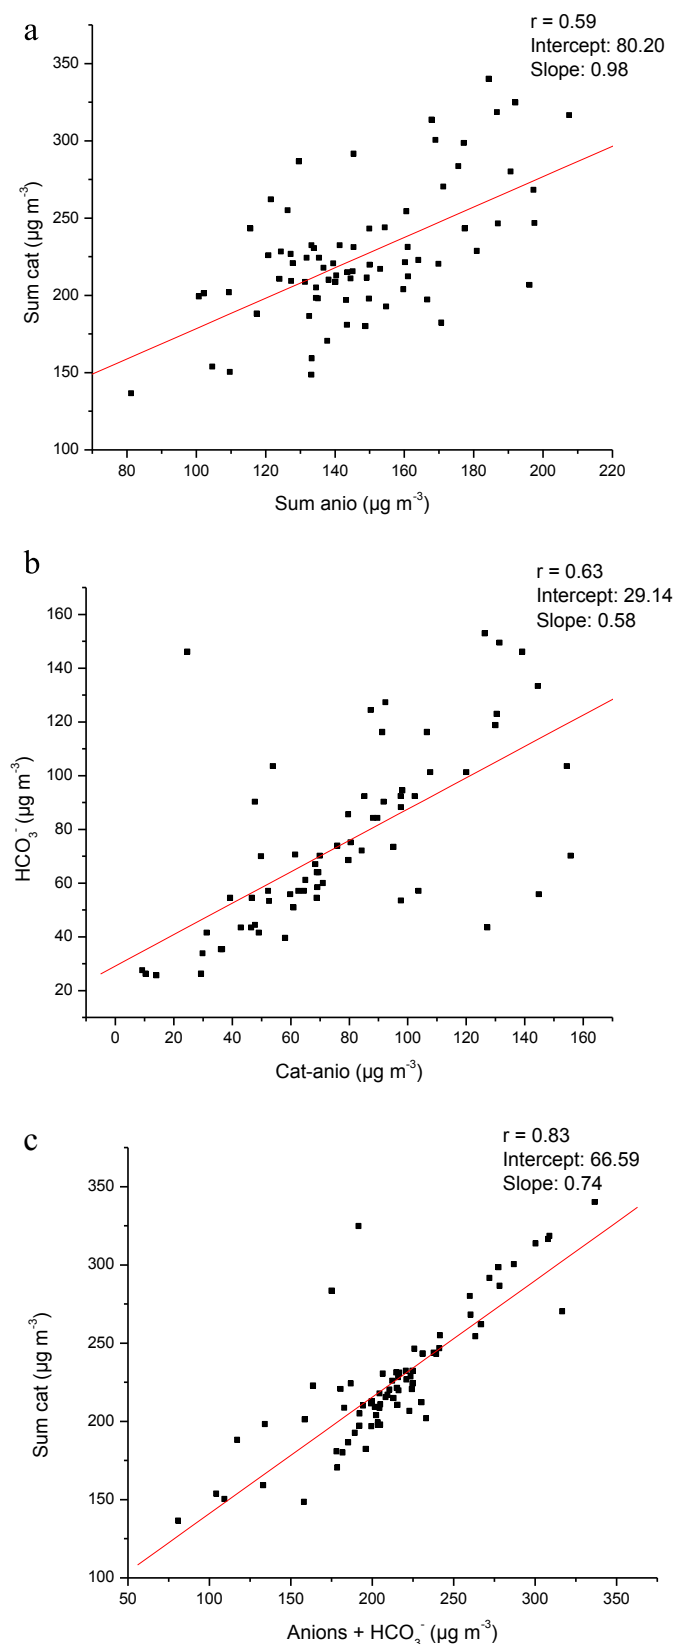 a
r = 0.59
Intercept: 80.20
Slope: 0.98
350
300
250
200
150
100
Sum cat (µg m⁻³)
80 100 120 140 160 180 200 220
Sum anio (µg m⁻³)
b
r = 0.63
Intercept: 29.14
Slope: 0.58
160
140
120
100
80
60
40
20
HCO₃⁻ (µg m⁻³)
0 20 40 60 80 100 120 140 160
Cat-anio (µg m⁻³)
c
r = 0.83
Intercept: 66.59
Slope: 0.74
350
300
250
200
150
100
Sum cat (µg m⁻³)
50 100 150 200 250 300 350
Anions + HCO₃⁻ (µg m⁻³)